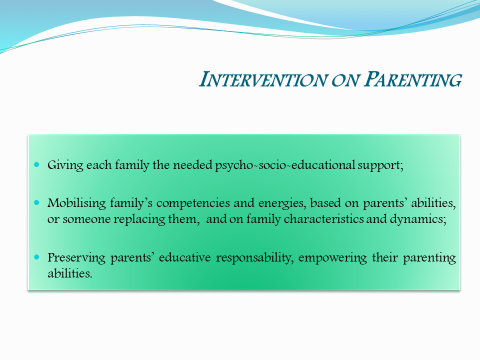 INTERVENTION ON PARENTING
Giving each family the needed psycho-socio-educational support;
Mobilising family's competencies and energies, based on parents' abilities,
or someone replacing them, and on family characteristics and dynamics;
Preserving parents' educative responsability, empowering their parenting
abilities.